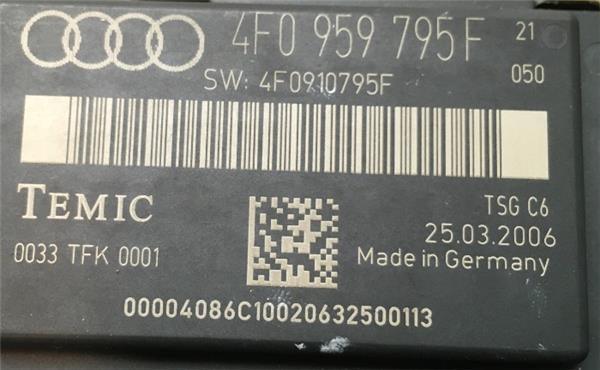 4F0 959 795 F 21
SW: 4F0910795F 050
TEMIC
TSG C6
0033 TFK 0001
25.03.2006
Made in Germany
00004086C10020632500113